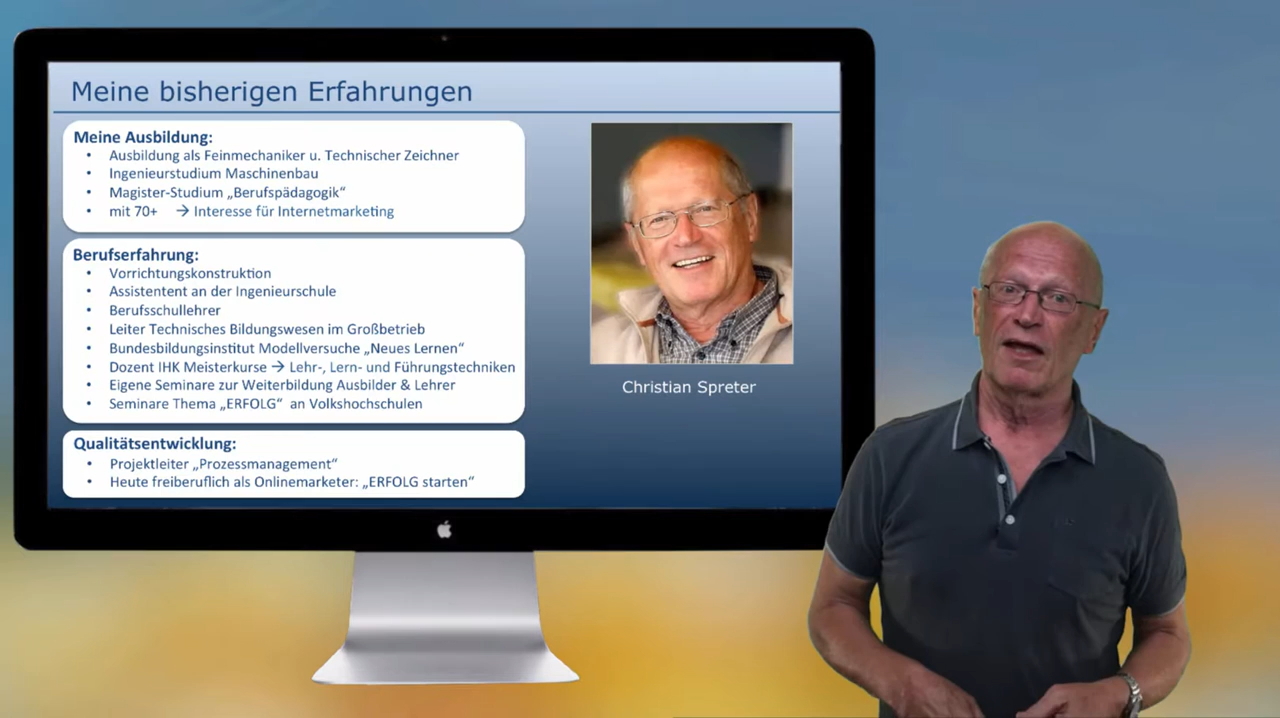 Meine bisherigen Erfahrungen
Meine Ausbildung:
• Ausbildung als Feinmechaniker u. Technischer Zeichner
• Ingenieurstudium Maschinenbau
• Magister-Studium „Berufspädagogik“
• mit 70+ → Interesse für Internetmarketing
Berufserfahrung:
• Vorrichtungskonstruktion
• Assistentent an der Ingenieurschule
• Berufsschullehrer
• Leiter Technisches Bildungswesen im Großbetrieb
• Bundesbildungsinstitut Modellversuche „Neues Lernen“
• Dozent IHK Meisterkurse → Lehr-, Lern- und Führungstechniken
• Eigene Seminare zur Weiterbildung Ausbilder & Lehrer
• Seminare Thema „ERFOLG“ an Volkshochschulen
Qualitätsentwicklung:
• Projektleiter „Prozessmanagement“
• Heute freiberuflich als Onlinemarketer: „ERFOLG starten“
Christian Spreter